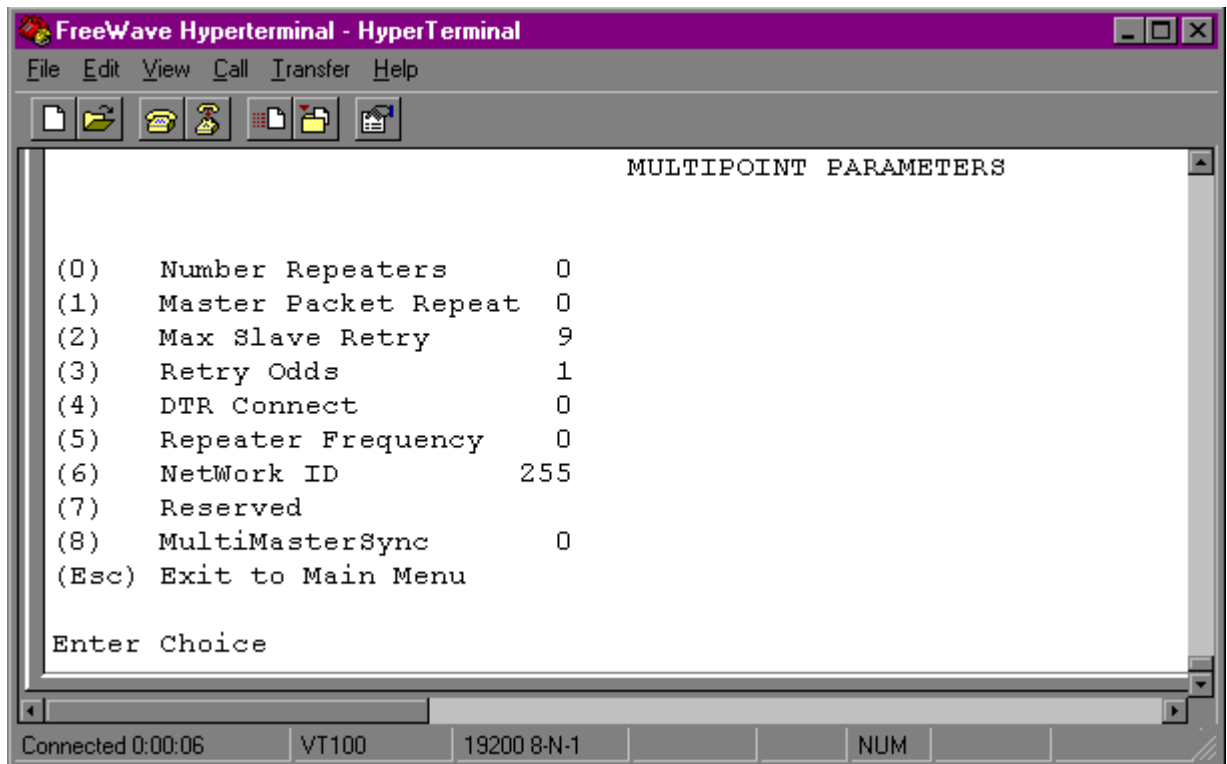 FreeWave Hyperterminal - HyperTerminal
File Edit View Call Transfer Help
MULTIPOINT PARAMETERS
(0) Number Repeaters 0
(1) Master Packet Repeat 0
(2) Max Slave Retry 9
(3) Retry Odds 1
(4) DTR Connect 0
(5) Repeater Frequency 0
(6) NetWork ID 255
(7) Reserved
(8) MultiMasterSync 0
(Esc) Exit to Main Menu
Enter Choice
Connected 0:00:06 VT100 19200 8-N-1 NUM